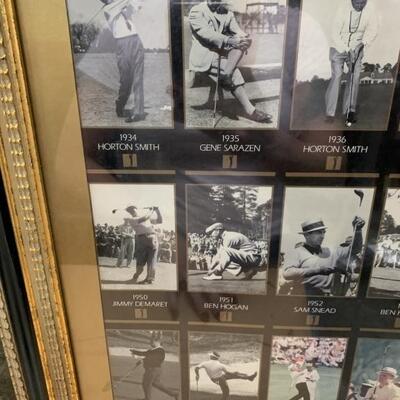 1934
HORTON SMITH
1935
GENE SARAZEN
1936
HORTON SMITH
1950
JIMMY DEMARET
1951
BEN HOGAN
1952
SAM SNEAD